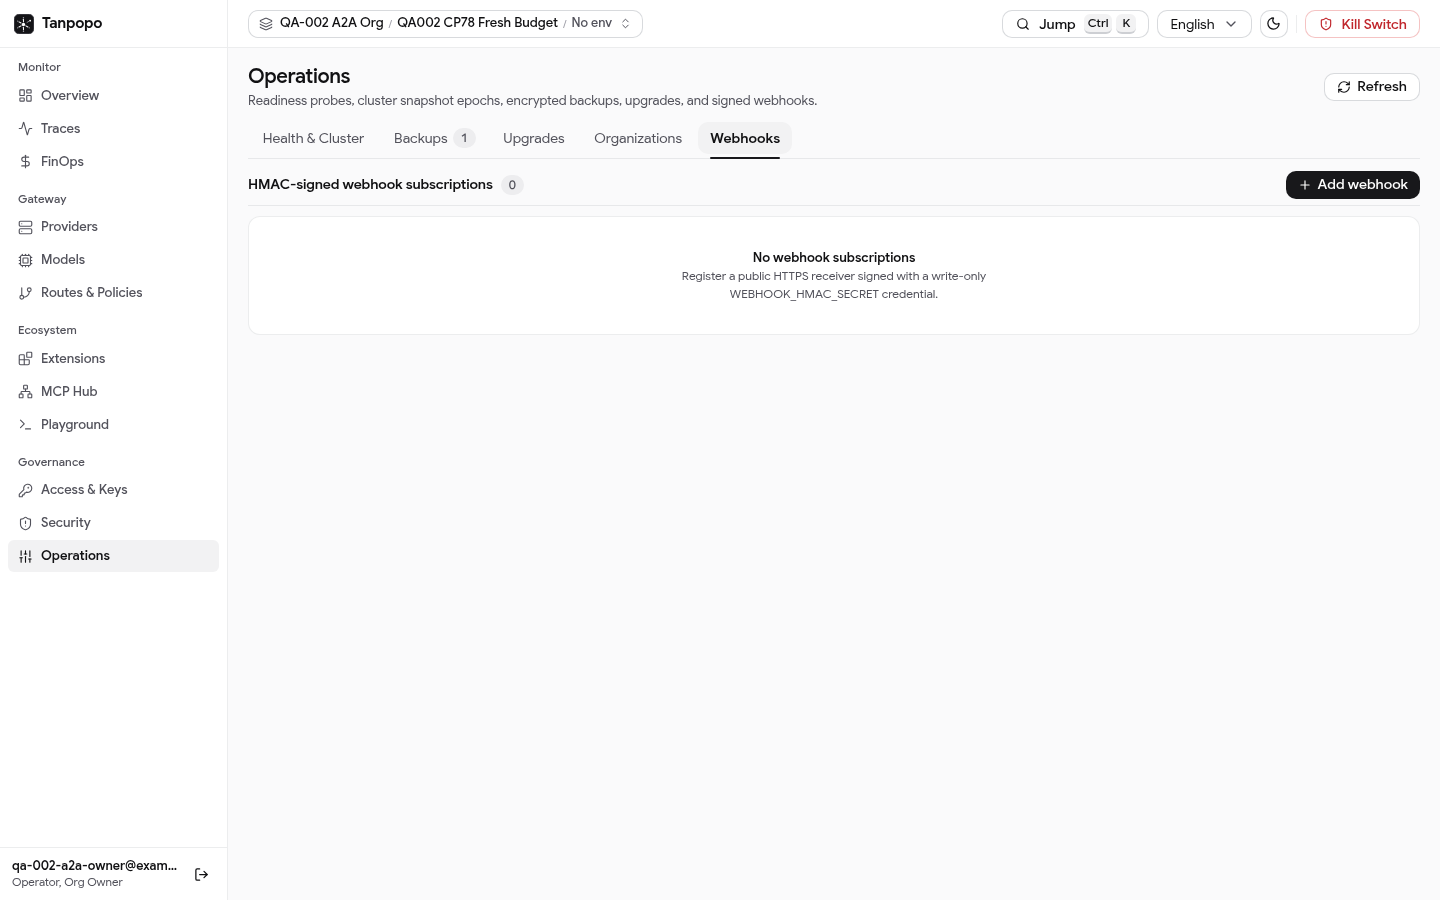 Tanpopo
QA-002 A2A Org / QA002 CP78 Fresh Budget / No env
Jump Ctrl K
English
Kill Switch
Monitor
Overview
Traces
FinOps
Gateway
Providers
Models
Routes & Policies
Ecosystem
Extensions
MCP Hub
Playground
Governance
Access & Keys
Security
Operations
qa-002-a2a-owner@exam...
Operator, Org Owner
Operations
Readiness probes, cluster snapshot epochs, encrypted backups, upgrades, and signed webhooks.
Refresh
Health & Cluster
Backups 1
Upgrades
Organizations
Webhooks
HMAC-signed webhook subscriptions 0
Add webhook
No webhook subscriptions
Register a public HTTPS receiver signed with a write-only
WEBHOOK_HMAC_SECRET credential.